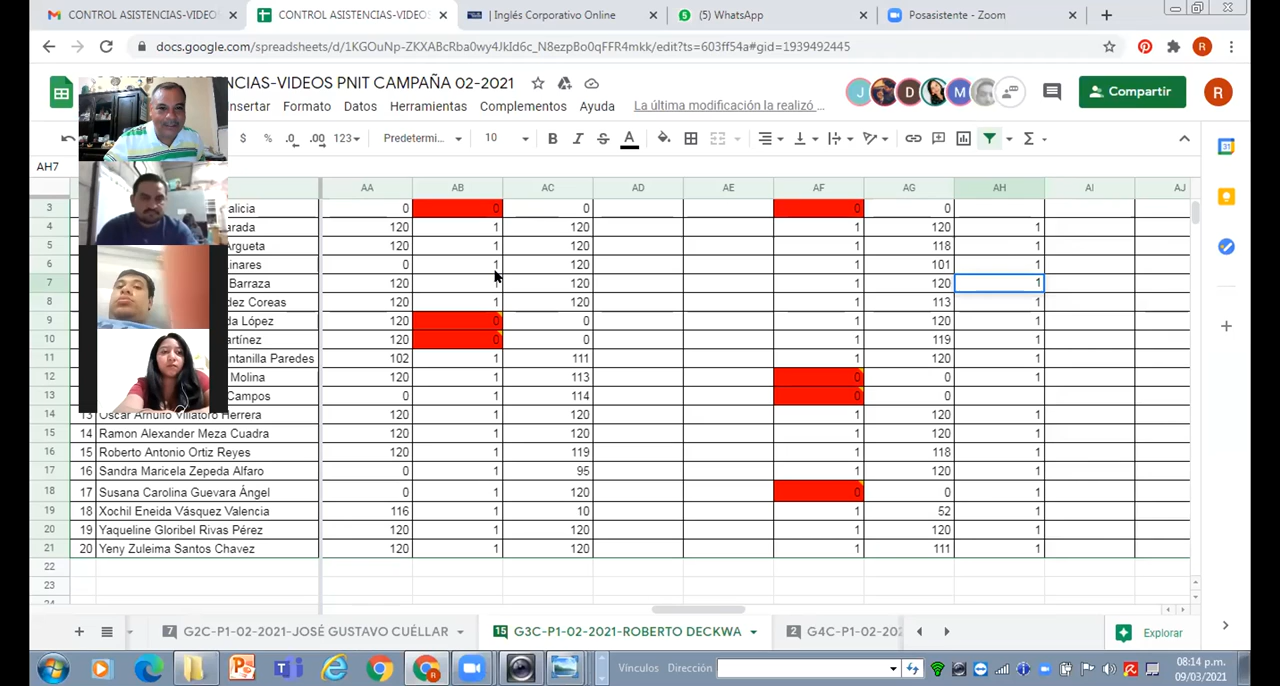 CONTROL ASISTENCIAS-VIDEOS
CONTROL ASISTENCIAS-VIDEOS
| Inglés Corporativo Online
(5) WhatsApp
Posasistente - Zoom
docs.google.com/spreadsheets/d/1KGOuNp-ZKXABcRba0wy4JkId6c_N8ezpBo0qFFR4mkk/edit?ts=603ff54a#gid=1939492445
R
ENCIAS-VIDEOS PNIT CAMPAÑA 02-2021
J D M
Compartir
R
Insertar Formato Datos Herramientas Complementos Ayuda La última modificación la realizó ...
$ % .0 .00 123 Predetermi... 10 B I S A Σ
AH7
AA AB AC AD AE AF AG AH AI AJ
3 alicia 0 0 0 0 0
4 arada 120 1 120 1 120 1
5 Argueta 120 1 120 1 118 1
6 inares 0 1 120 1 101 1
7 Barraza 120 1 120 1 120 1
8 dez Coreas 120 1 120 1 113 1
9 da López 120 0 0 1 120 1
10 artínez 120 0 0 1 119 1
11 ntanilla Paredes 102 1 111 1 120 1
12 Molina 120 1 113 0 0 1
13 Campos 0 1 114 0 0
14 13 Oscar Arnulfo Villatoro Herrera 120 1 120 1 120 1
15 14 Ramon Alexander Meza Cuadra 120 1 120 1 120 1
16 15 Roberto Antonio Ortiz Reyes 120 1 119 1 118 1
17 16 Sandra Maricela Zepeda Alfaro 0 1 95 1 120 1
18 17 Susana Carolina Guevara Ángel 0 1 120 0 0 1
19 18 Xochil Eneida Vásquez Valencia 116 1 10 1 52 1
20 19 Yaqueline Gloribel Rivas Pérez 120 1 120 1 120 1
21 20 Yeny Zuleima Santos Chavez 120 1 120 1 111 1
22
23
24
7 G2C-P1-02-2021-JOSÉ GUSTAVO CUÉLLAR 15 G3C-P1-02-2021-ROBERTO DECKWA 2 G4C-P1-02-202 Explorar
Vínculos Dirección
08:14 p.m.
09/03/2021